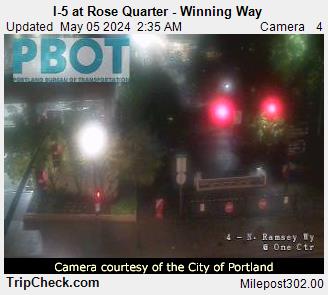 I-5 at Rose Quarter - Winning Way
Updated May 05 2024 2:35 AM Camera 4
PBOT
PORTLAND BUREAU OF TRANSPORTATION
4 - N. Ramsey Wy
@ One Ctr
Camera courtesy of the City of Portland
TripCheck.com Milepost302.00